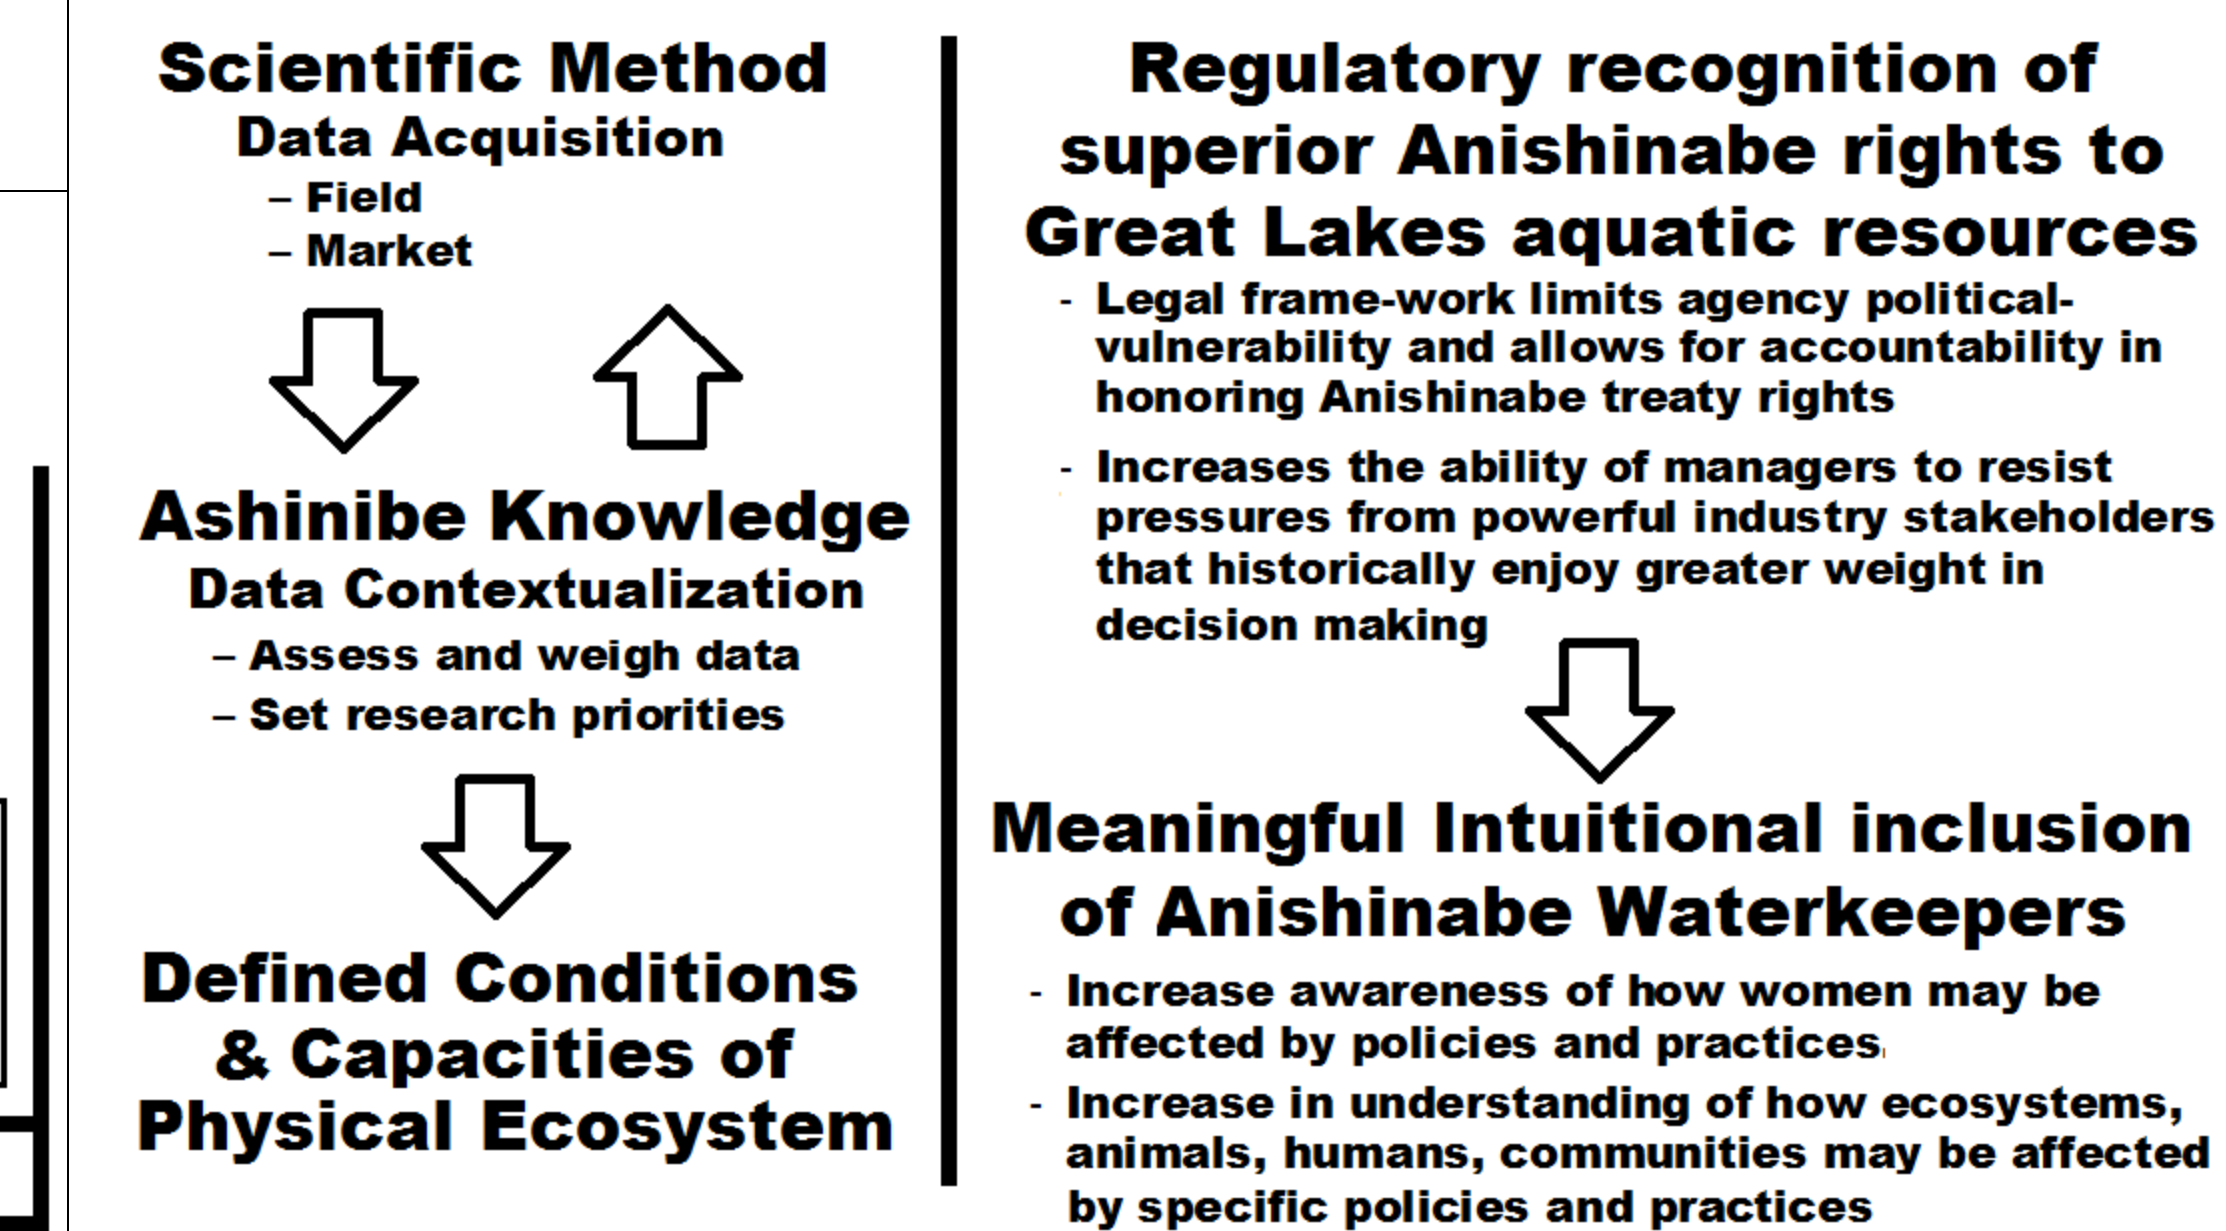 Scientific Method
Data Acquisition
– Field
– Market
Ashinibe Knowledge
Data Contextualization
– Assess and weigh data
– Set research priorities
Defined Conditions
& Capacities of
Physical Ecosystem
Regulatory recognition of
superior Anishinabe rights to
Great Lakes aquatic resources
- Legal frame-work limits agency political-
vulnerability and allows for accountability in
honoring Anishinabe treaty rights
- Increases the ability of managers to resist
pressures from powerful industry stakeholders
that historically enjoy greater weight in
decision making
Meaningful Intuitional inclusion
of Anishinabe Waterkeepers
- Increase awareness of how women may be
affected by policies and practices.
- Increase in understanding of how ecosystems,
animals, humans, communities may be affected
by specific policies and practices